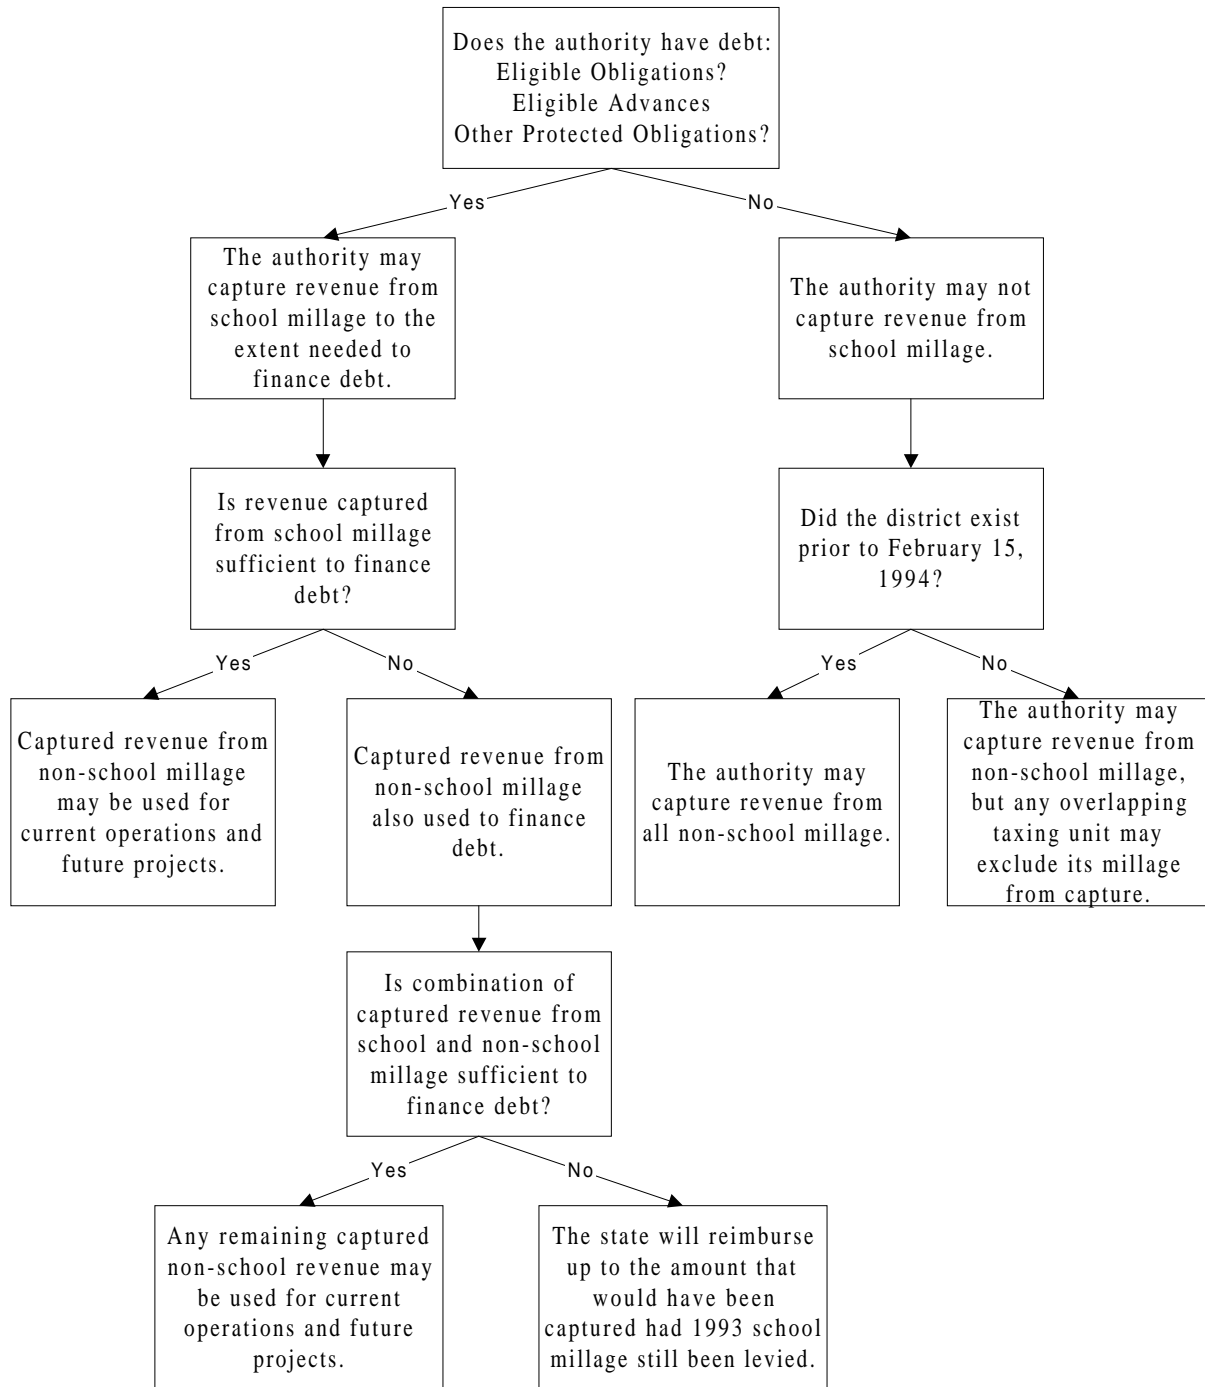 Does the authority have debt:
Eligible Obligations?
Eligible Advances
Other Protected Obligations?
Yes
No
The authority may
capture revenue from
school millage to the
extent needed to
finance debt.
The authority may not
capture revenue from
school millage.
Is revenue captured
from school millage
sufficient to finance
debt?
Did the district exist
prior to February 15,
1994?
Yes
No
Yes
No
Captured revenue from
non-school millage
may be used for
current operations and
future projects.
Captured revenue from
non-school millage
also used to finance
debt.
The authority may
capture revenue from
all non-school millage.
The authority may
capture revenue from
non-school millage,
but any overlapping
taxing unit may
exclude its millage
from capture.
Is combination of
captured revenue from
school and non-school
millage sufficient to
finance debt?
Yes
No
Any remaining captured
non-school revenue may
be used for current
operations and future
projects.
The state will reimburse
up to the amount that
would have been
captured had 1993 school
millage still been levied.